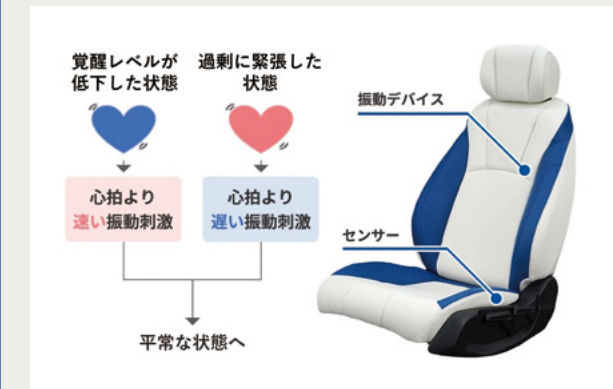 覚醒レベルが
低下した状態
過剰に緊張した
状態
心拍より
速い振動刺激
心拍より
遅い振動刺激
平常な状態へ
振動デバイス
センサー